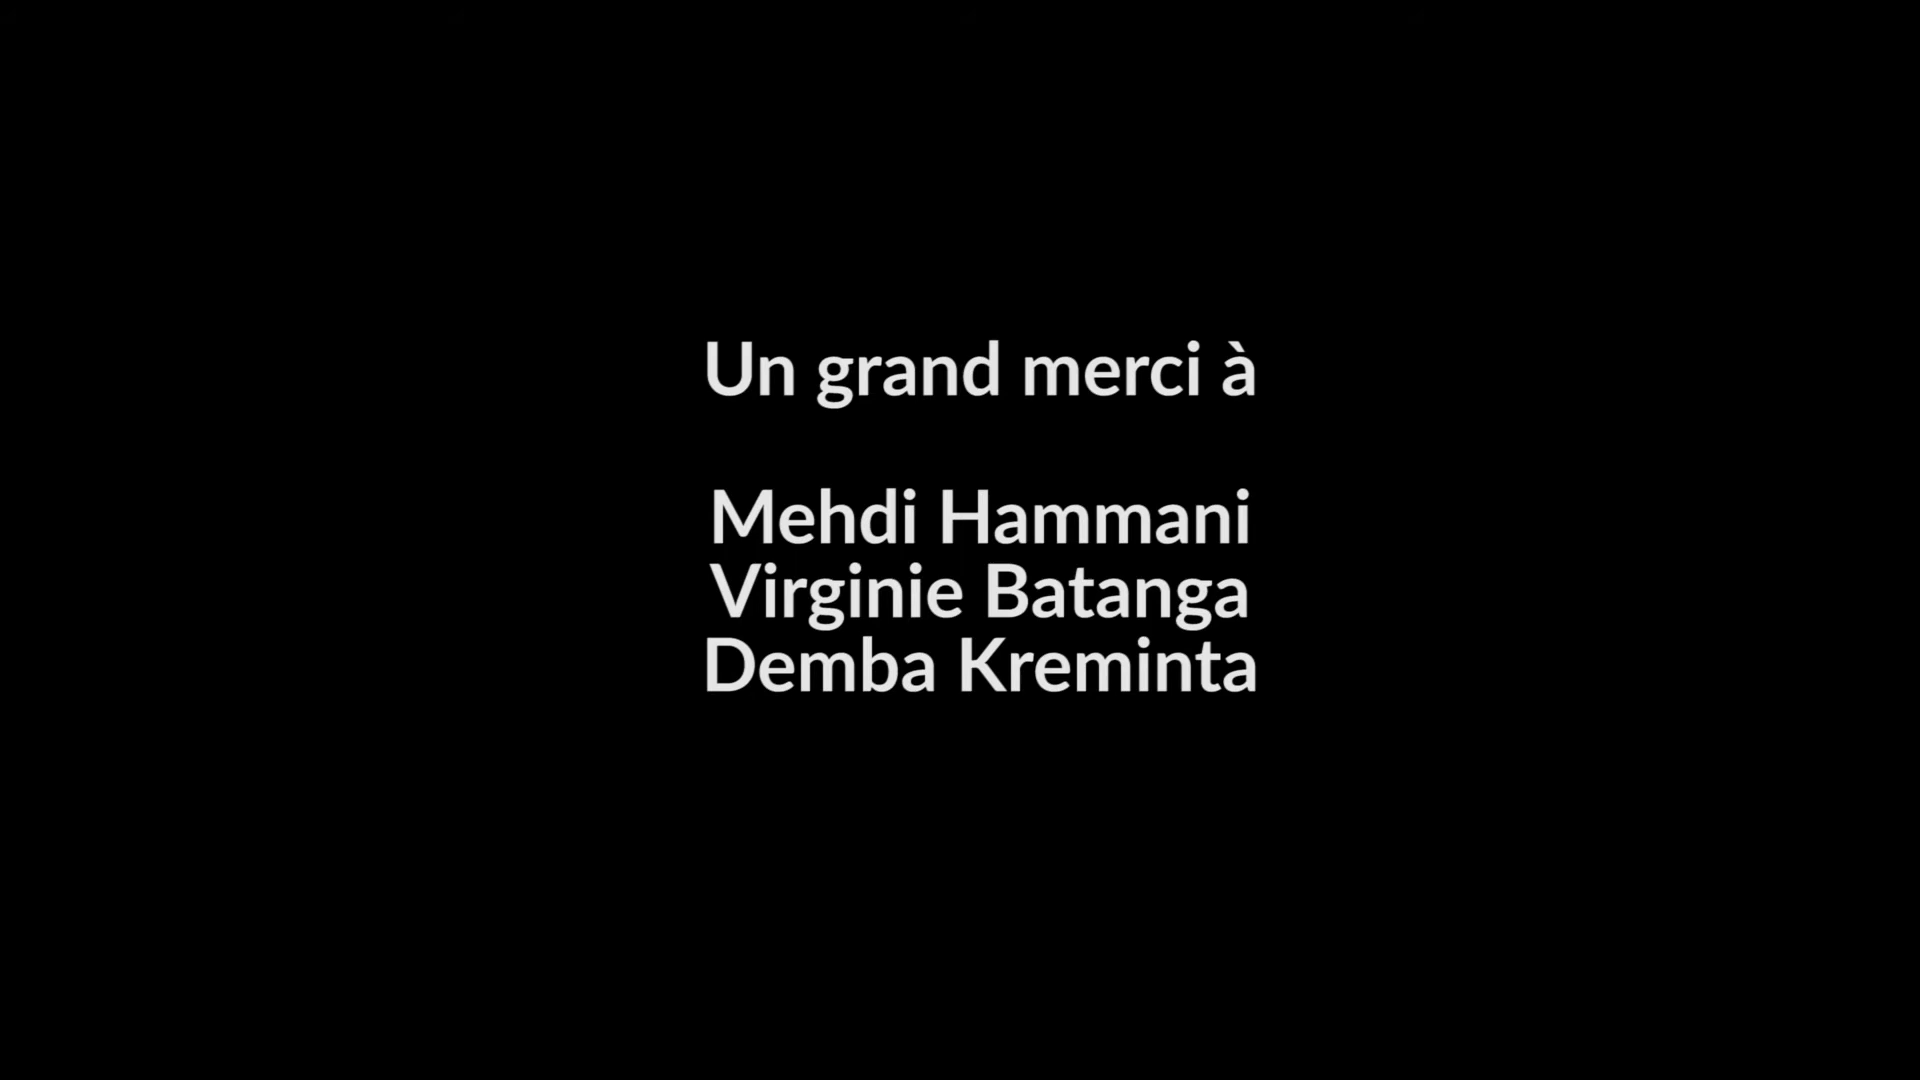 Un grand merci à
Mehdi Hammani
Virginie Batanga
Demba Kreminta